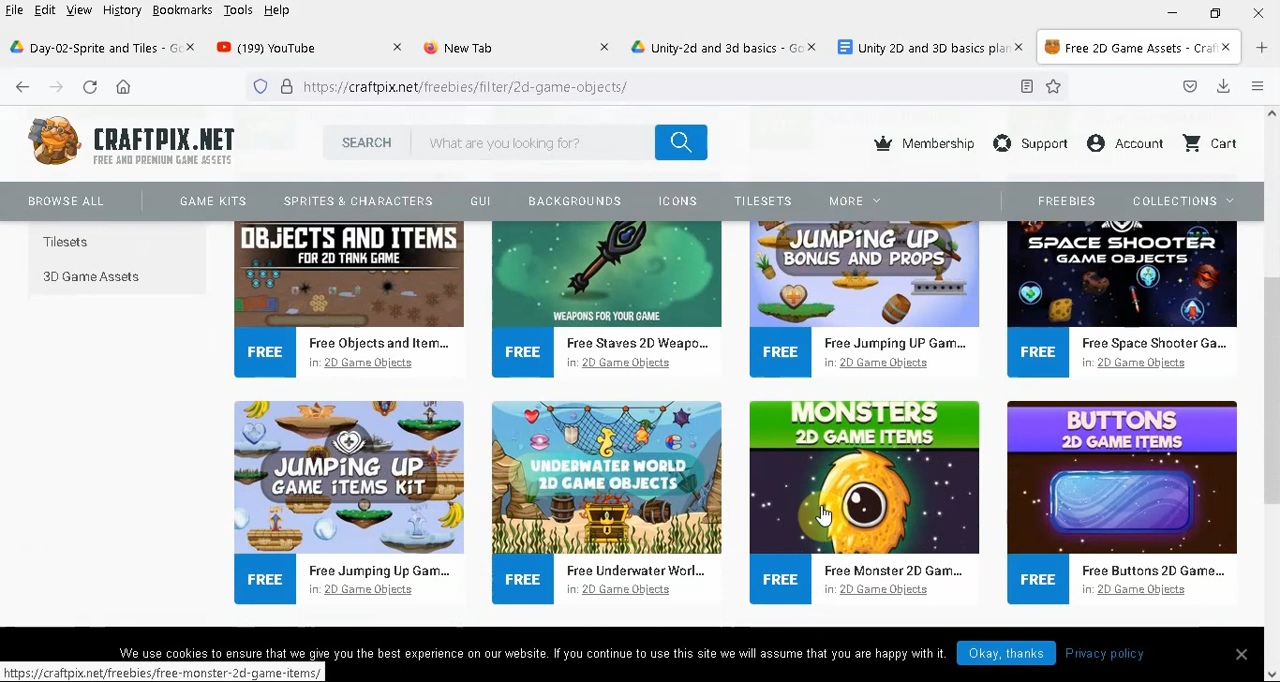 File Edit View History Bookmarks Tools Help
Day-02-Sprite and Tiles - Go
(199) YouTube
New Tab
Unity-2d and 3d basics - Go
Unity 2D and 3D basics plan
Free 2D Game Assets - Craf
https://craftpix.net/freebies/filter/2d-game-objects/
CRAFTPIX.NET
FREE AND PREMIUM GAME ASSETS
SEARCH What are you looking for?
Membership Support Account Cart
BROWSE ALL GAME KITS SPRITES & CHARACTERS GUI BACKGROUNDS ICONS TILESETS MORE FREEBIES COLLECTIONS
Tilesets
3D Game Assets
OBJECTS AND ITEMS
FOR 2D TANK GAME
WEAPONS FOR YOUR GAME
JUMPING UP
BONUS AND PROPS
SPACE SHOOTER
GAME OBJECTS
FREE
Free Objects and Item...
in: 2D Game Objects
FREE
Free Staves 2D Weapo...
in: 2D Game Objects
FREE
Free Jumping UP Gam...
in: 2D Game Objects
FREE
Free Space Shooter Ga...
in: 2D Game Objects
UP!
JUMPING UP
GAME ITEMS KIT
UNDERWATER WORLD
2D GAME OBJECTS
MONSTERS
2D GAME ITEMS
BUTTONS
2D GAME ITEMS
FREE
Free Jumping Up Gam...
in: 2D Game Objects
FREE
Free Underwater Worl...
in: 2D Game Objects
FREE
Free Monster 2D Gam...
in: 2D Game Objects
FREE
Free Buttons 2D Game...
in: 2D Game Objects
We use cookies to ensure that we give you the best experience on our website. If you continue to use this site we will assume that you are happy with it. Okay, thanks Privacy policy
https://craftpix.net/freebies/free-monster-2d-game-items/